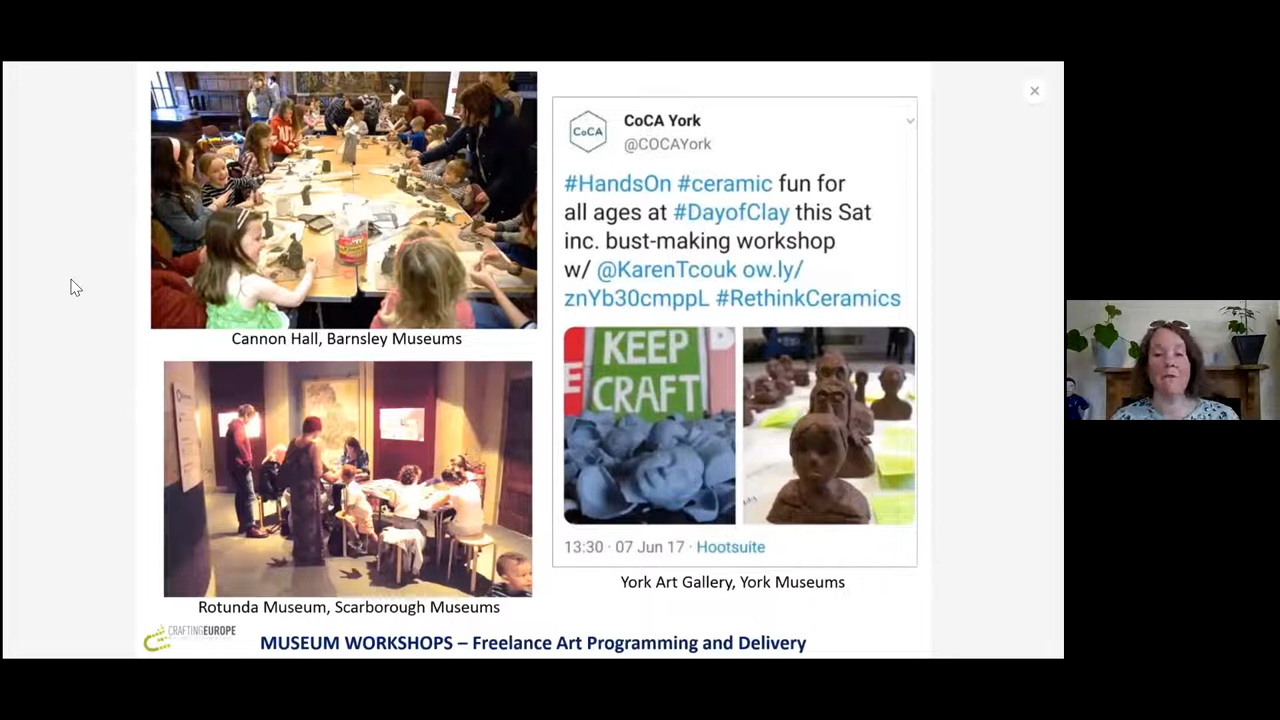 Cannon Hall, Barnsley Museums
Rotunda Museum, Scarborough Museums
CoCA
CoCA York
@COCAYork
#HandsOn #ceramic fun for
all ages at #DayofClay this Sat
inc. bust-making workshop
w/ @KarenTcouk ow.ly/
znYb30cmppL #RethinkCeramics
KEEP
CRAFT
13:30 · 07 Jun 17 · Hootsuite
York Art Gallery, York Museums
CRAFTINGEUROPE
MUSEUM WORKSHOPS – Freelance Art Programming and Delivery